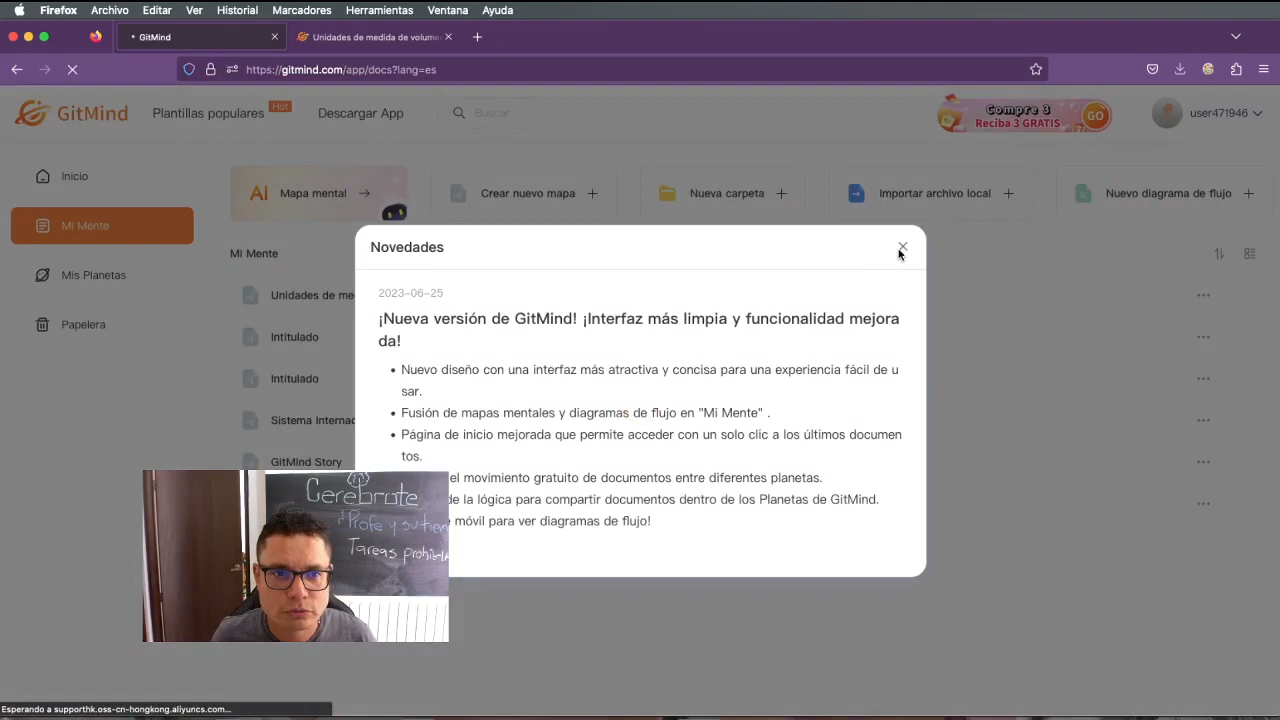 Firefox Archivo Editar Ver Historial Marcadores Herramientas Ventana Ayuda
GitMind
Unidades de medida de volume
https://gitmind.com/app/docs?lang=es
GitMind
Plantillas populares
Hot
Descargar App
Buscar
Compre 3
Reciba 3 GRATIS
GO
user471946
Inicio
Mi Mente
Mis Planetas
Papelera
AI Mapa mental
Crear nuevo mapa
Nueva carpeta
Importar archivo local
Nuevo diagrama de flujo
Mi Mente
Unidades de me
Intitulado
Intitulado
Sistema Internac
GitMind Story
Novedades
2023-06-25
¡Nueva versión de GitMind! ¡Interfaz más limpia y funcionalidad mejora
da!
• Nuevo diseño con una interfaz más atractiva y concisa para una experiencia fácil de u
sar.
• Fusión de mapas mentales y diagramas de flujo en "Mi Mente" .
• Página de inicio mejorada que permite acceder con un solo clic a los últimos documen
tos.
el movimiento gratuito de documentos entre diferentes planetas.
de la lógica para compartir documentos dentro de los Planetas de GitMind.
móvil para ver diagramas de flujo!
Cerebrote
Profe y su
Tareas
Esperando a supporthk.oss-cn-hongkong.aliyuncs.com...